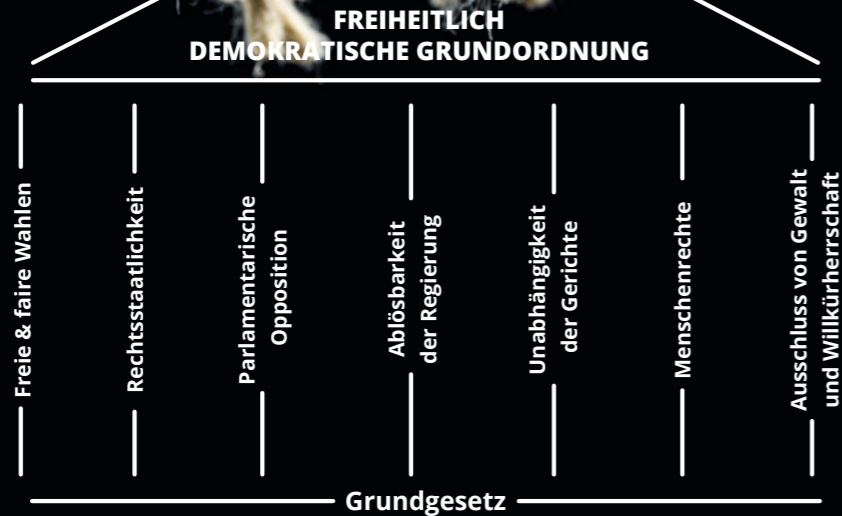 FREIHEITLICH
DEMOKRATISCHE GRUNDORDNUNG
Freie & faire Wahlen
Rechtsstaatlichkeit
Parlamentarische
Opposition
Ablösbarkeit
der Regierung
Unabhängigkeit
der Gerichte
Menschenrechte
Ausschluss von Gewalt
und Willkürherrschaft
Grundgesetz